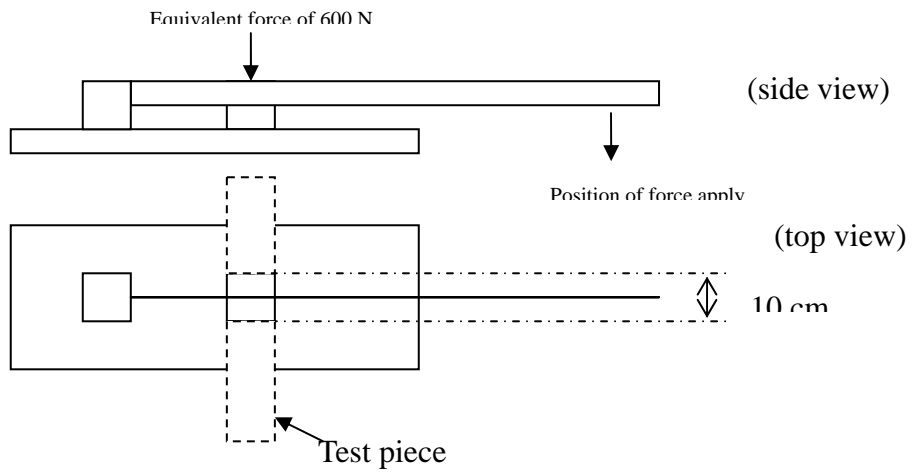 Equivalent force of 600 N
(side view)
Position of force apply
(top view)
10 cm
Test piece